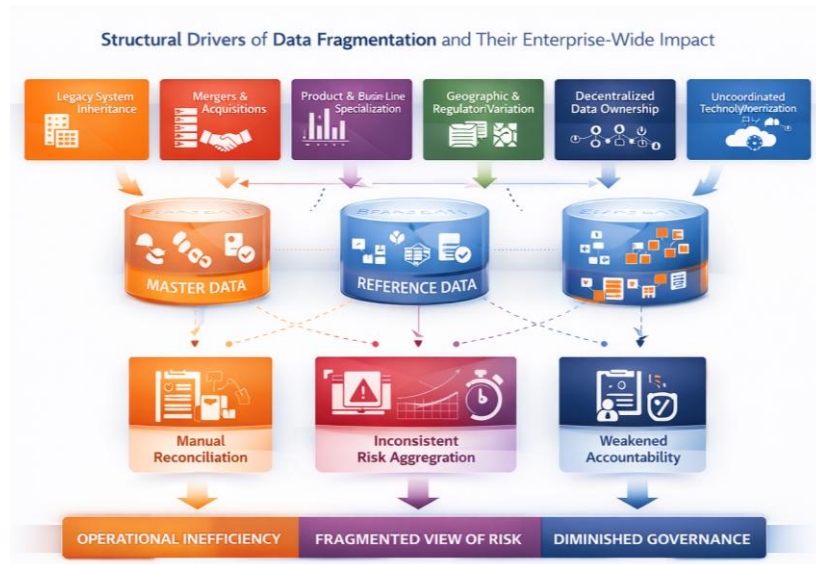 Structural Drivers of Data Fragmentation and Their Enterprise-Wide Impact
Legacy System
Inheritance
Mergers &
Acquisitions
Product & Busin-Line
Specialization
Geographic &
Regulatori/Variation
Decentralized
Data Ownership
Uncoordinated
MASTER DATA
REFERENCE DATA
Manual
Reconciliation
Inconsistent
Risk Aggregration
Weakened
Accountability
OPERATIONAL INEFFICIENCY
FRAGMENTED VIEW OF RISK
DIMINISHED GOVERNANCE